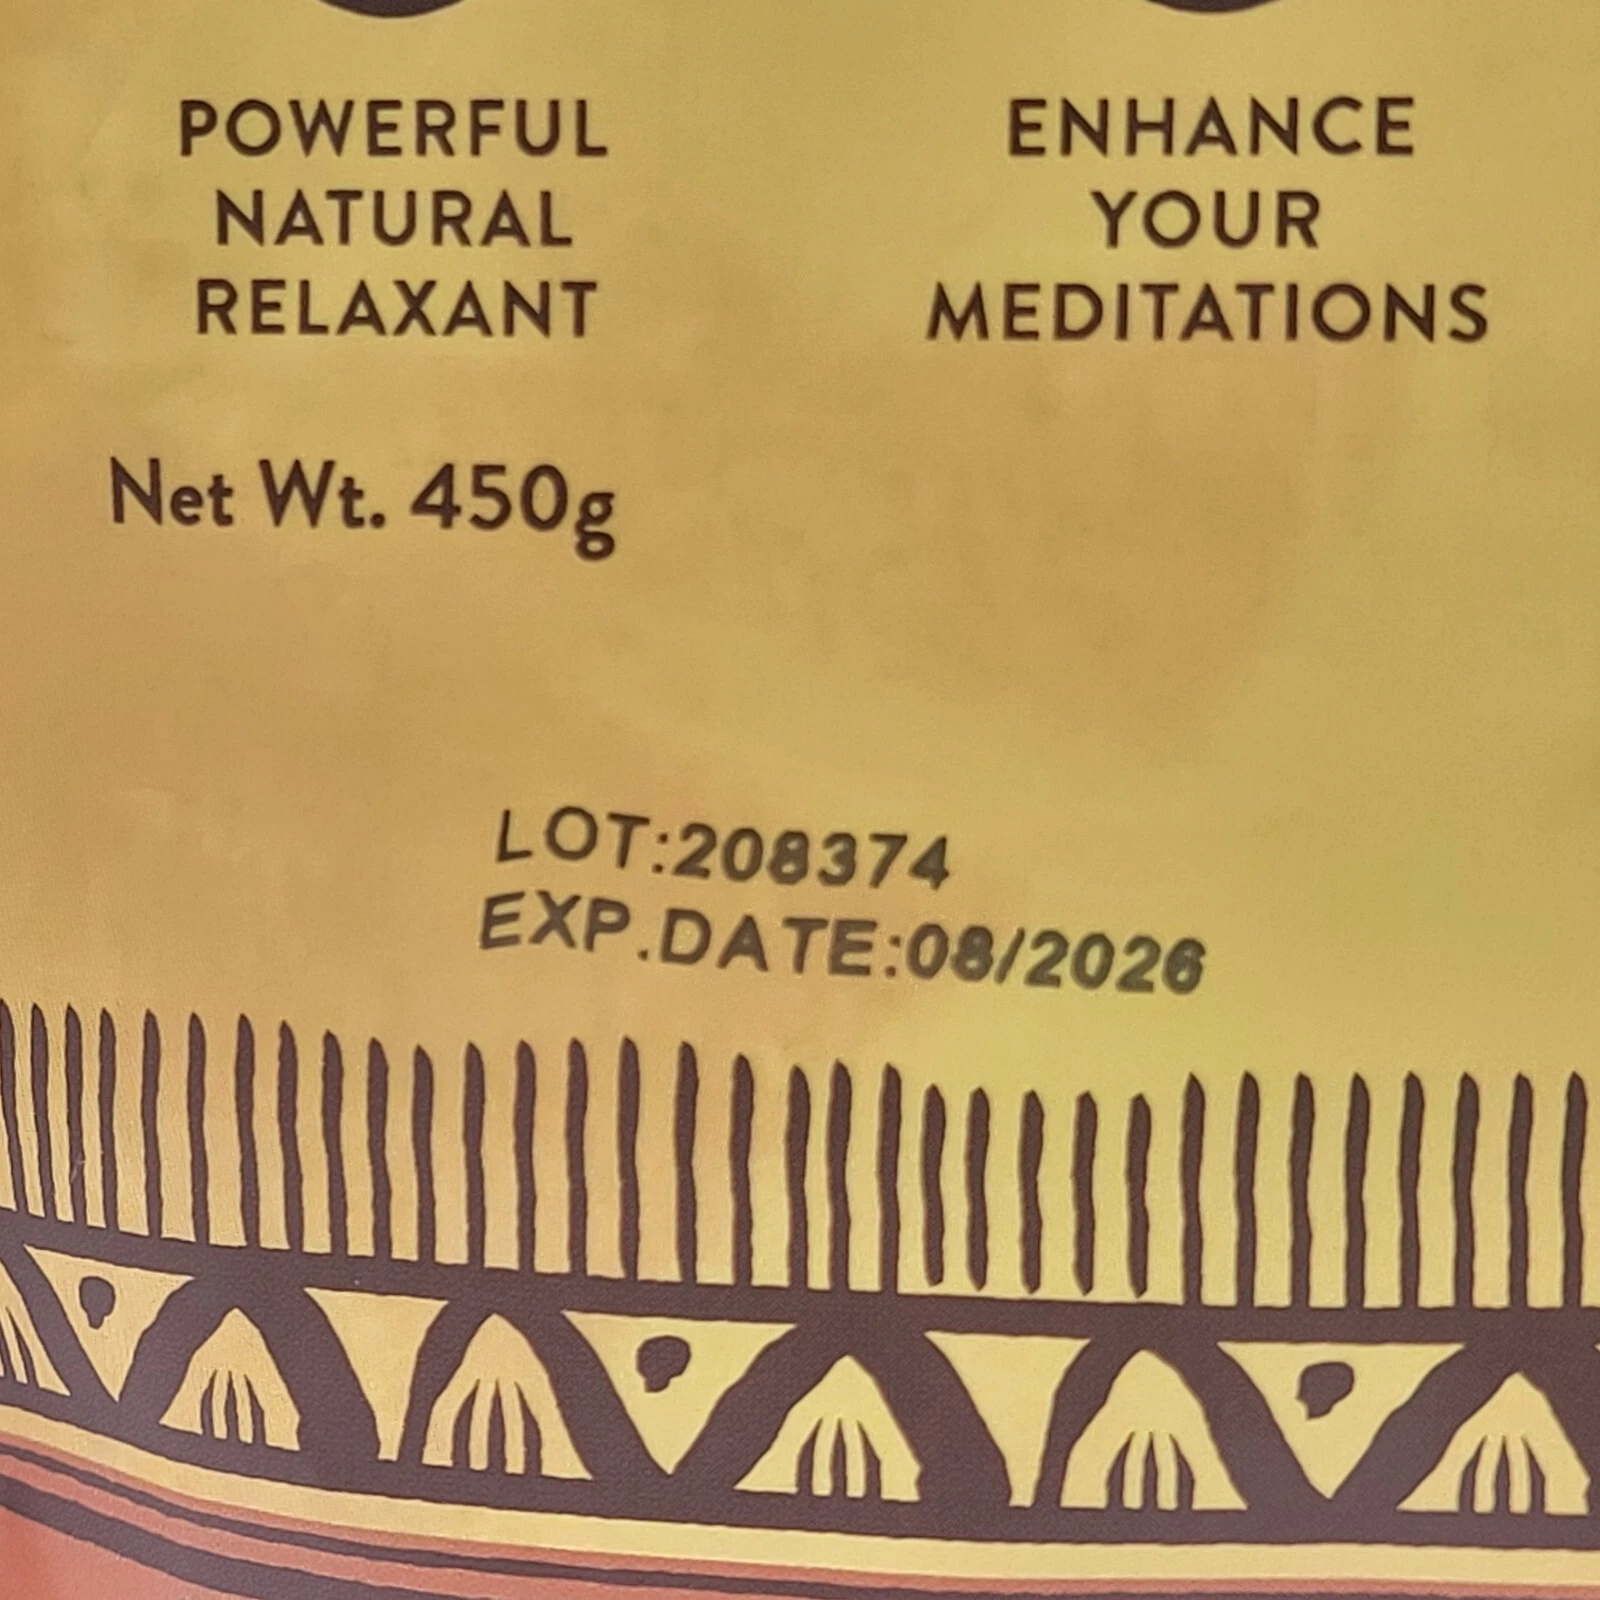 POWERFUL
NATURAL
RELAXANT
ENHANCE
YOUR
MEDITATIONS
Net Wt. 450g
LOT:208374
EXP.DATE:08/2026